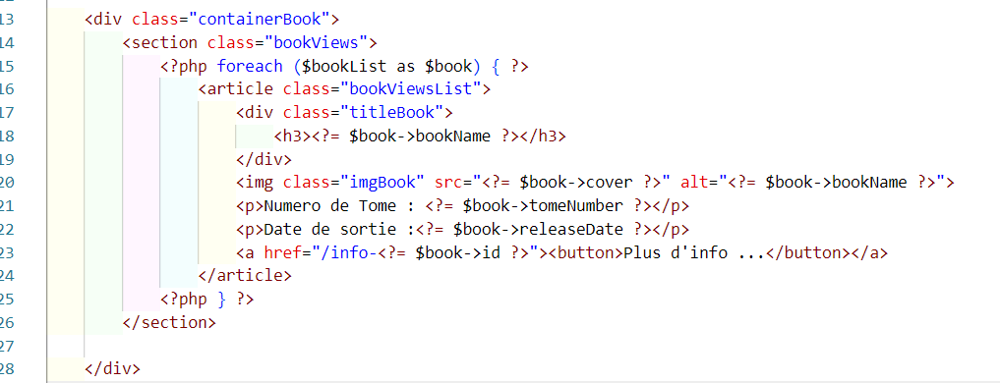 13 <div class="containerBook">
14 <section class="bookViews">
15 <?php foreach ($bookList as $book) { ?>
16 <article class="bookViewsList">
17 <div class="titleBook">
18 <h3><?= $book->bookName ?></h3>
19 </div>
20 <img class="imgBook" src="<?= $book->cover ?>" alt="<?= $book->bookName ?>">
21 <p>Numero de Tome : <?= $book->tomeNumber ?></p>
22 <p>Date de sortie :<?= $book->releaseDate ?></p>
23 <a href="/info-<?= $book->id ?>"><button>Plus d'info ...</button></a>
24 </article>
25 <?php } ?>
26 </section>
27
28 </div>